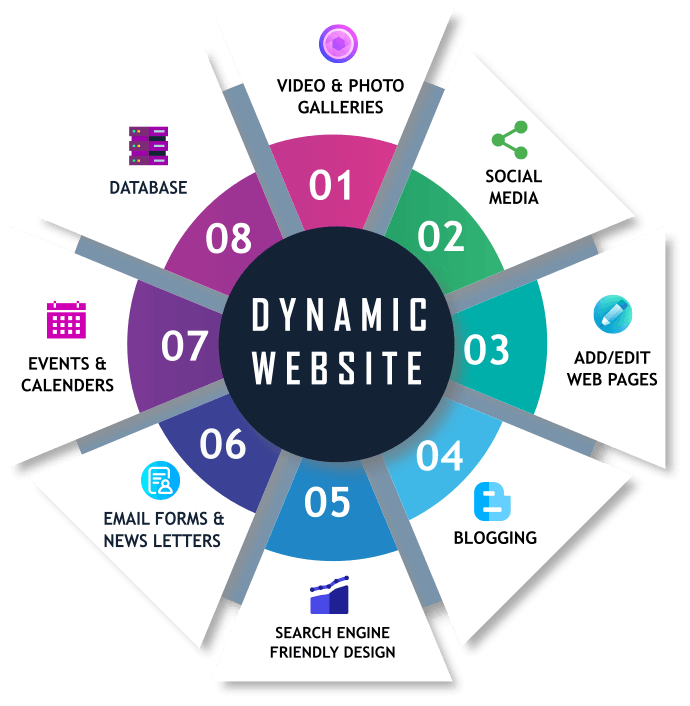 DYNAMIC
WEBSITE
01
VIDEO & PHOTO
GALLERIES
02
SOCIAL
MEDIA
03
ADD/EDIT
WEB PAGES
04
BLOGGING
05
SEARCH ENGINE
FRIENDLY DESIGN
06
EMAIL FORMS &
NEWS LETTERS
07
EVENTS &
CALENDERS
08
DATABASE